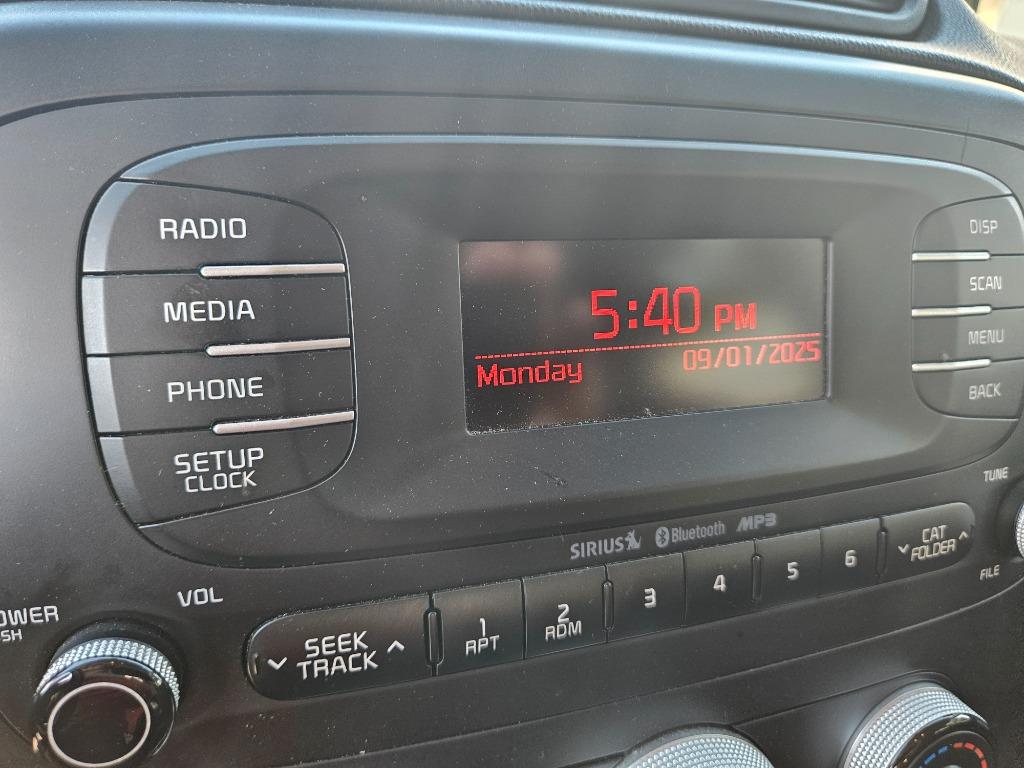 RADIO
MEDIA
PHONE
SETUP
CLOCK
5:40 PM
Monday 09/01/2025
DISP
SCAN
MENU
BACK
TUNE
FILE
SIRIUS Bluetooth MP3
VOL
SEEK
TRACK
1
RPT
2
RDM
3
4
5
6
CAT
FOLDER